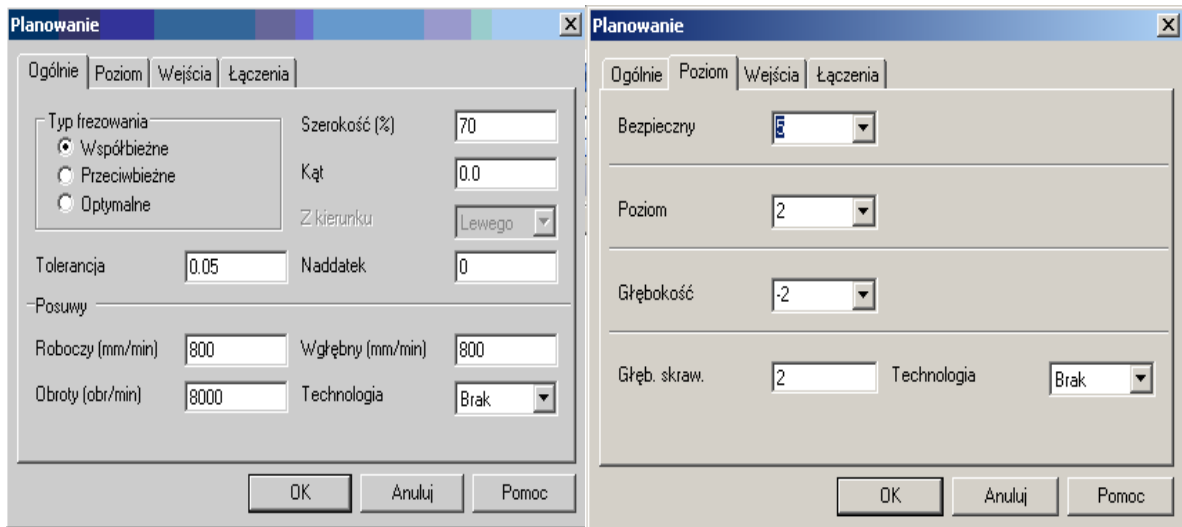 Planowanie
Ogólnie Poziom Wejścia Łączenia
Typ frezowania
Współbieżne
Przeciwbieżne
Optymalne
Szerokość (%) 70
Kąt 0.0
Z kierunku Lewego
Tolerancja 0.05 Naddatek 0
Posuwy
Roboczy (mm/min) 800 Wgłębny (mm/min) 800
Obroty (obr/min) 8000 Technologia Brak
OK Anuluj Pomoc
Planowanie
Ogólnie Poziom Wejścia Łączenia
Bezpieczny 5
Poziom 2
Głębokość -2
Głęb. skraw. 2 Technologia Brak
OK Anuluj Pomoc